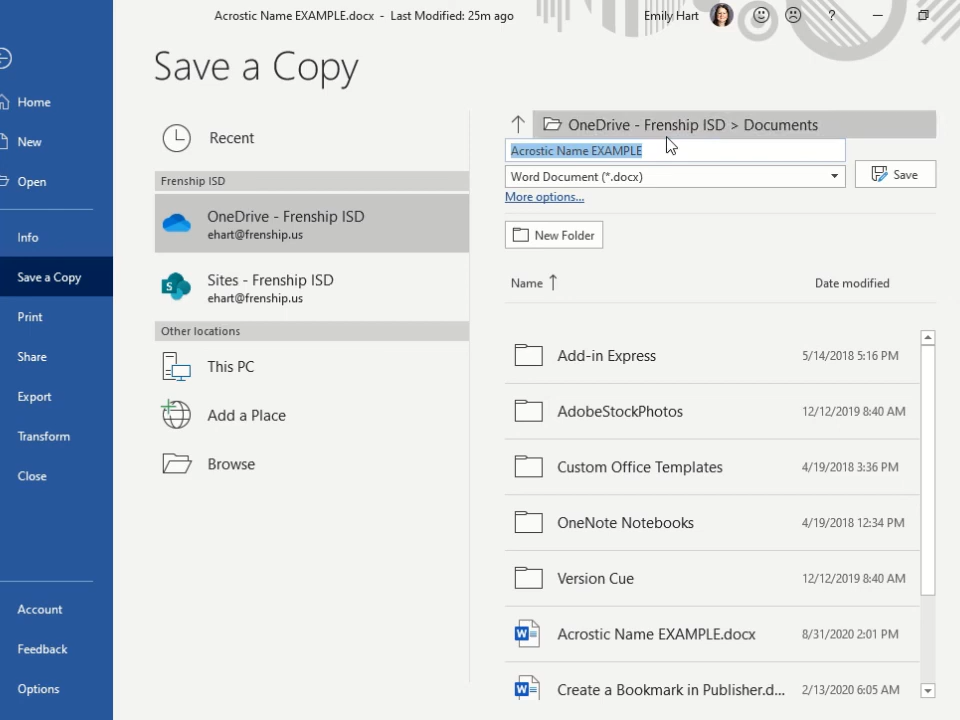 Acrostic Name EXAMPLE.docx - Last Modified: 25m ago
Emily Hart
?
Save a Copy
Home
New
Open
Info
Save a Copy
Print
Share
Export
Transform
Close
Account
Feedback
Options
Recent
Frenship ISD
OneDrive - Frenship ISD
ehart@frenship.us
S
Sites - Frenship ISD
ehart@frenship.us
Other locations
This PC
Add a Place
Browse
OneDrive - Frenship ISD > Documents
Acrostic Name EXAMPLE
Word Document (*.docx)
Save
More options...
New Folder
Name Date modified
Add-in Express 5/14/2018 5:16 PM
AdobeStockPhotos 12/12/2019 8:40 AM
Custom Office Templates 4/19/2018 3:36 PM
OneNote Notebooks 4/19/2018 12:34 PM
Version Cue 12/12/2019 8:40 AM
W Acrostic Name EXAMPLE.docx 8/31/2020 2:01 PM
W Create a Bookmark in Publisher.d... 2/13/2020 6:05 AM